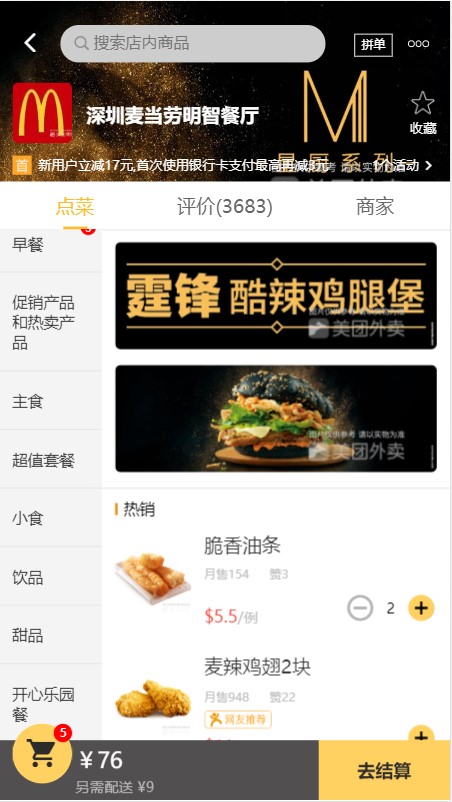 搜索店内商品
拼单
深圳麦当劳明智餐厅
收藏
首 新用户立减17元,首次使用银行卡支付最高再减8元
个活动
星厨系列
点菜
评价(3683)
商家
早餐
促销产品
和热卖产
品
主食
超值套餐
小食
饮品
甜品
开心乐园
餐
霆锋 酷辣鸡腿堡
美团外卖
图片仅供参考 请以实物为准
美团外卖
热销
脆香油条
月售154 赞3
$5.5/例
2
麦辣鸡翅2块
月售948 赞22
网友推荐
5
¥76
另需配送 ¥9
去结算